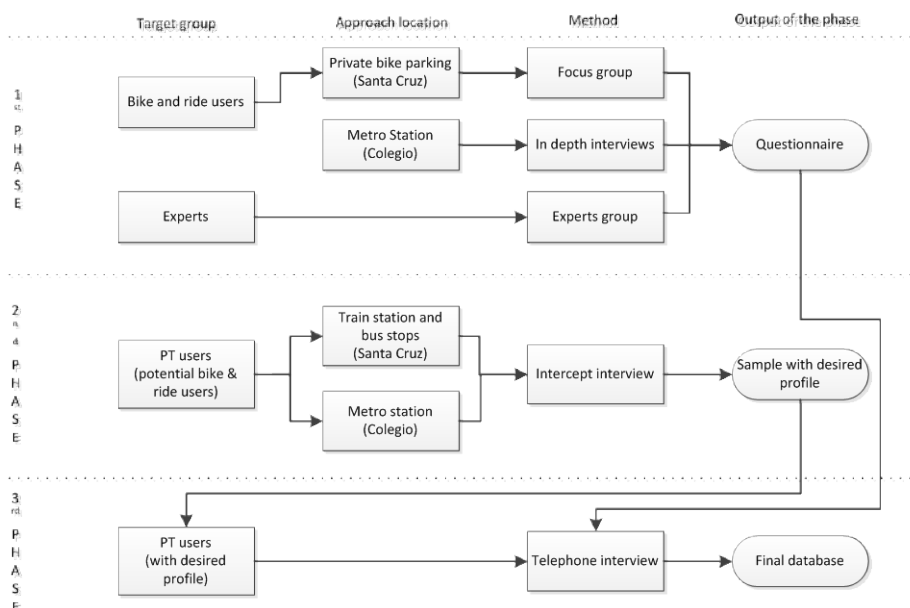 Target group
Approach location
Method
Output of the phase
1
st.
P
H
A
S
E
Bike and ride users
Private bike parking
(Santa Cruz)
Focus group
Metro Station
(Colegio)
In depth interviews
Questionnaire
Experts
Experts group
2
n
d.
P
H
A
S
E
PT users
(potential bike &
ride users)
Train station and
bus stops
(Santa Cruz)
Metro station
(Colegio)
Intercept interview
Sample with desired
profile
3
rd.
P
H
A
S
E
PT users
(with desired
profile)
Telephone interview
Final database